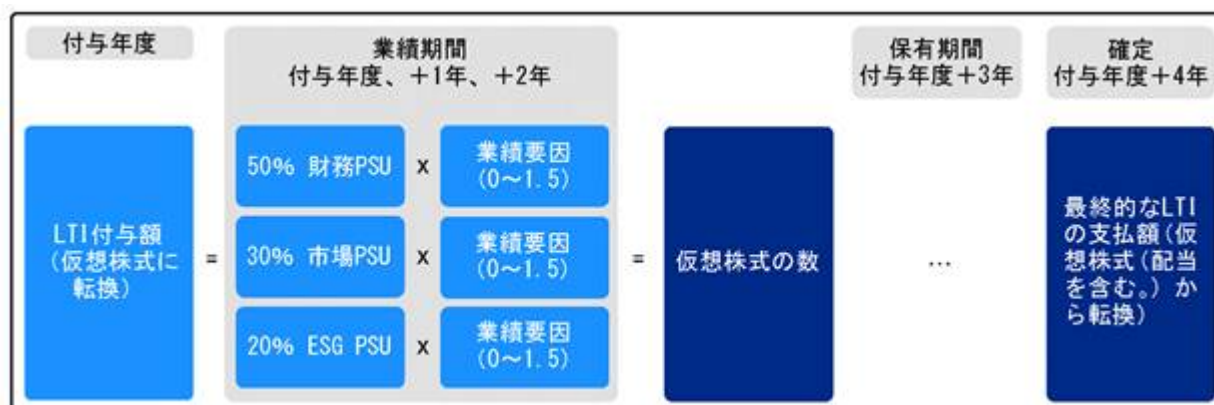 付与年度
業績期間
付与年度、+1年、+2年
保有期間
付与年度+3年
確定
付与年度+4年
LTI付与額
(仮想株式に
転換)
=
50% 財務PSU
x
業績要因
(0～1.5)
30% 市場PSU
x
業績要因
(0～1.5)
20% ESG PSU
x
業績要因
(0～1.5)
=
仮想株式の数
...
最終的なLTI
の支払額(仮
想株式(配当
を含む。)か
ら転換)